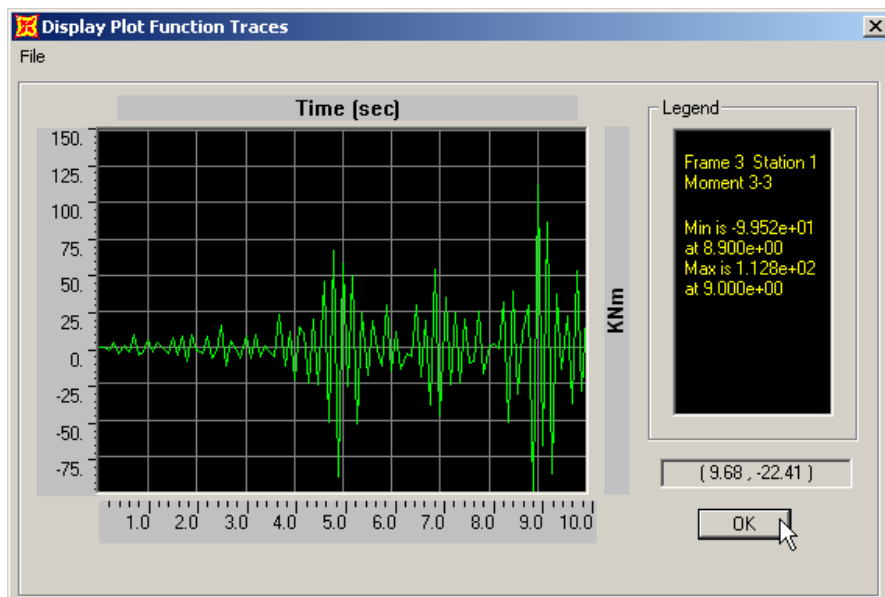 Display Plot Function Traces
File
Time (sec)
150.
125.
100.
75.
50.
25.
0.
-25.
-50.
-75.
1.0 2.0 3.0 4.0 5.0 6.0 7.0 8.0 9.0 10.0
KNm
Legend
Frame 3 Station 1
Moment 3-3
Min is -9.952e+01
at 8.900e+00
Max is 1.128e+02
at 9.000e+00
( 9.68 , -22.41 )
OK